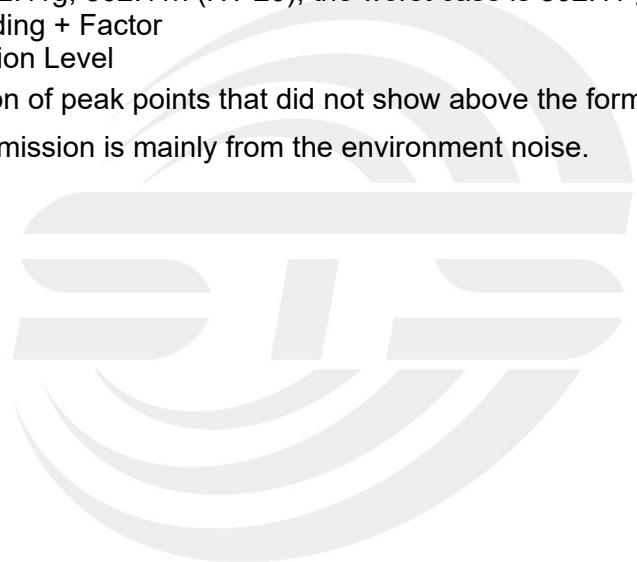 ding + Factor
ion Level
on of peak points that did not show above the form
mission is mainly from the environment noise.
STS